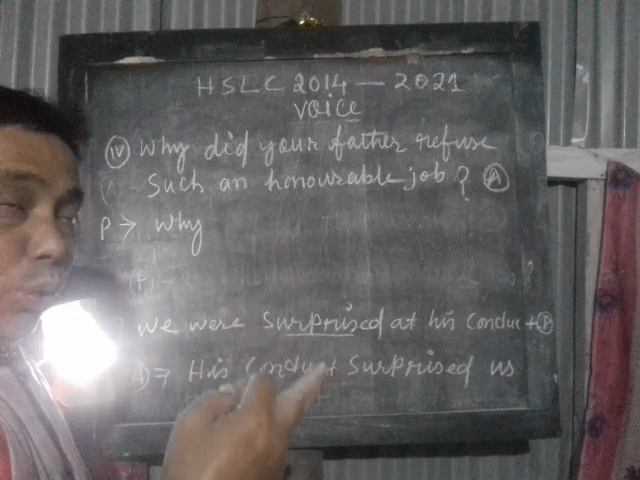 HSLC 2014 — 2021
voice
(iv) Why did your father refuse
such an honourable job? (A)
P → Why
We were surprised at his conduct (P)
A) → His conduct surprised us